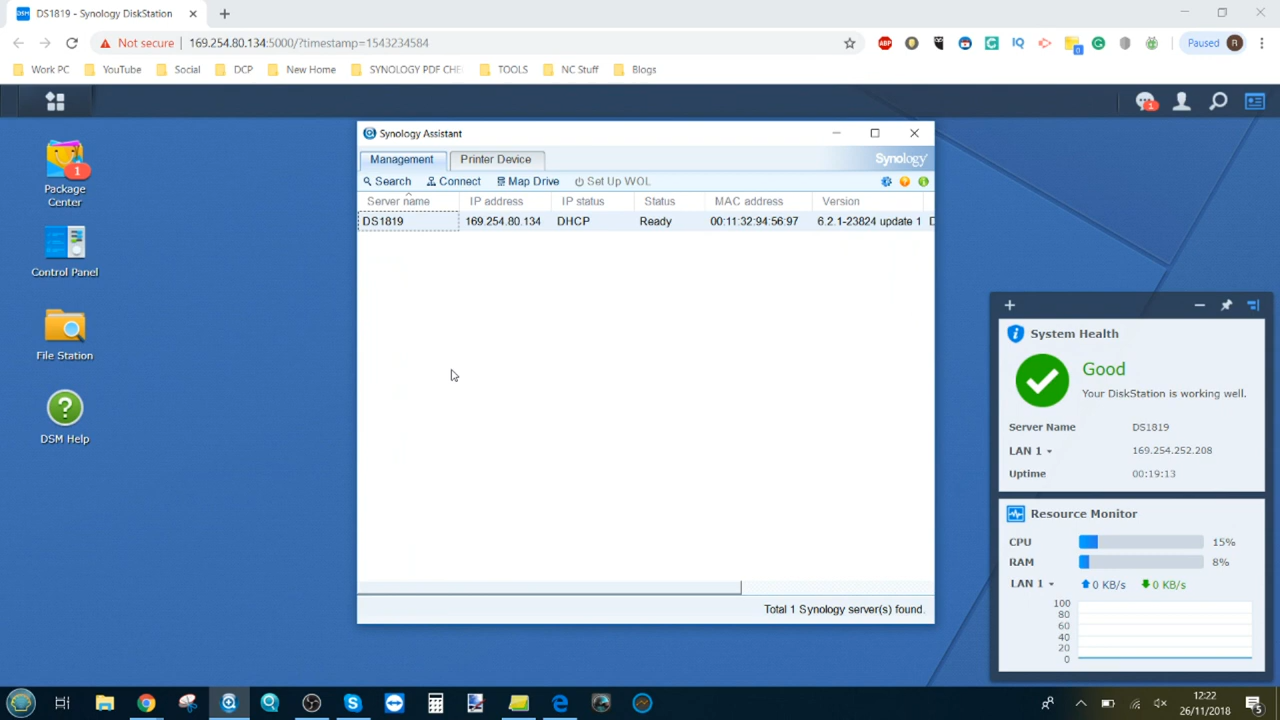 DSM
DS1819 - Synology DiskStation
Not secure
169.254.80.134:5000/?timestamp=1543234584
ABP
IQ
Paused
R
Work PC
YouTube
Social
DCP
New Home
SYNOLOGY PDF CHE
TOOLS
NC Stuff
Blogs
1
1
Package
Center
Control Panel
File Station
DSM Help
Synology Assistant
Management
Printer Device
Synology
Search
Connect
Map Drive
Set Up WOL
Server name
IP address
IP status
Status
MAC address
Version
DS1819
169.254.80.134
DHCP
Ready
00:11:32:94:56:97
6.2.1-23824 update 1
D
Total 1 Synology server(s) found.
System Health
Good
Your DiskStation is working well.
Server Name
DS1819
LAN 1
169.254.252.208
Uptime
00:19:13
Resource Monitor
CPU
15%
RAM
8%
LAN 1
0 KB/s
0 KB/s
100
80
60
40
20
0
12:22
26/11/2018
5